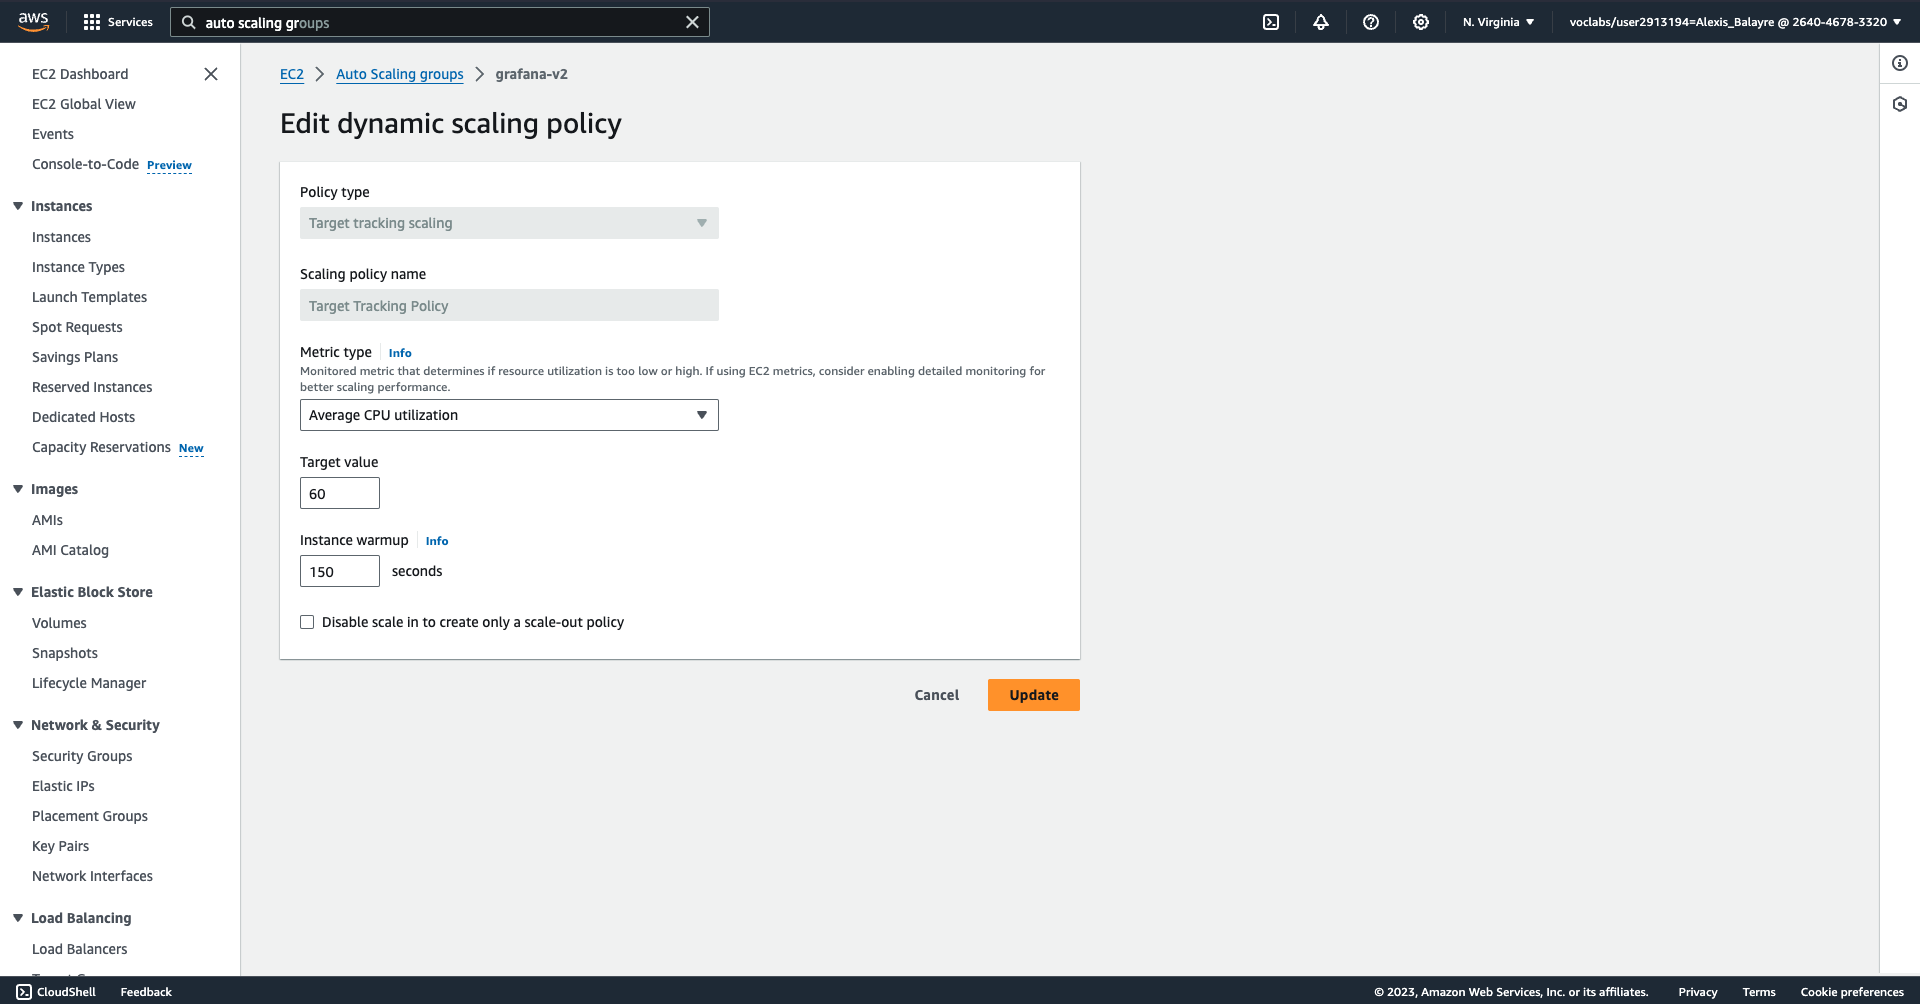 aws
Services
auto scaling groups
N. Virginia
voclabs/user2913194=Alexis_Balayre @ 2640-4678-3320
EC2 Dashboard
EC2 Global View
Events
Console-to-Code Preview
Instances
Instances
Instance Types
Launch Templates
Spot Requests
Savings Plans
Reserved Instances
Dedicated Hosts
Capacity Reservations New
Images
AMIs
AMI Catalog
Elastic Block Store
Volumes
Snapshots
Lifecycle Manager
Network & Security
Security Groups
Elastic IPs
Placement Groups
Key Pairs
Network Interfaces
Load Balancing
Load Balancers
EC2 > Auto Scaling groups > grafana-v2
Edit dynamic scaling policy
Policy type
Target tracking scaling
Scaling policy name
Target Tracking Policy
Metric type Info
Monitored metric that determines if resource utilization is too low or high. If using EC2 metrics, consider enabling detailed monitoring for
better scaling performance.
Average CPU utilization
Target value
60
Instance warmup Info
150 seconds
Disable scale in to create only a scale-out policy
Cancel
Update
CloudShell
Feedback
© 2023, Amazon Web Services, Inc. or its affiliates.
Privacy
Terms
Cookie preferences